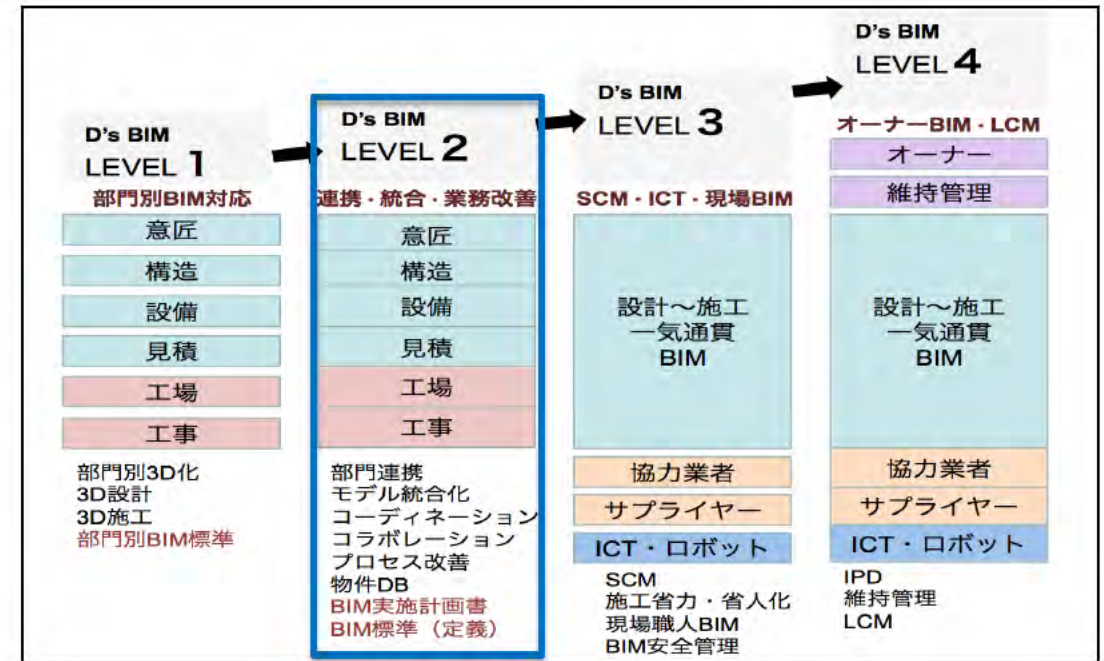 D's BIM
LEVEL 1
部門別BIM対応
意匠
構造
設備
見積
工場
工事
部門別3D化
3D設計
3D施工
部門別BIM標準
D's BIM
LEVEL 2
連携・統合・業務改善
意匠
構造
設備
見積
工場
工事
部門連携
モデル統合化
コーディネーション
コラボレーション
プロセス改善
物件DB
BIM実施計画書
BIM標準（定義）
D's BIM
LEVEL 3
SCM・ICT・現場BIM
設計〜施工
一気通貫
BIM
協力業者
サプライヤー
ICT・ロボット
SCM
施工省力・省人化
現場職人BIM
BIM安全管理
D's BIM
LEVEL 4
オーナーBIM・LCM
オーナー
維持管理
設計〜施工
一気通貫
BIM
協力業者
サプライヤー
ICT・ロボット
IPD
維持管理
LCM